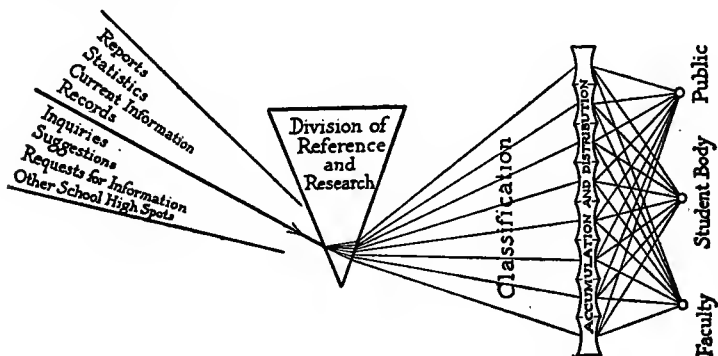 Reports
Statistics
Current Information
Records
Inquiries
Suggestions
Requests for Information
Other School High Spots
Division of
Reference
and
Research
Classification
ACCUMULATION AND DISTRIBUTION
Public
Student Body
Faculty